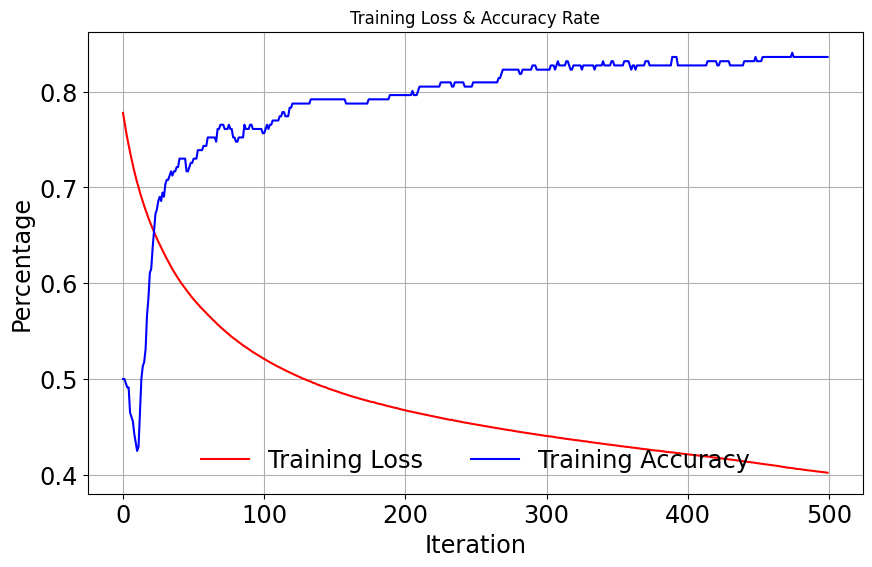 Training Loss & Accuracy Rate
Percentage
0.8
0.7
0.6
0.5
0.4
Training Loss Training Accuracy
0 100 200 300 400 500
Iteration